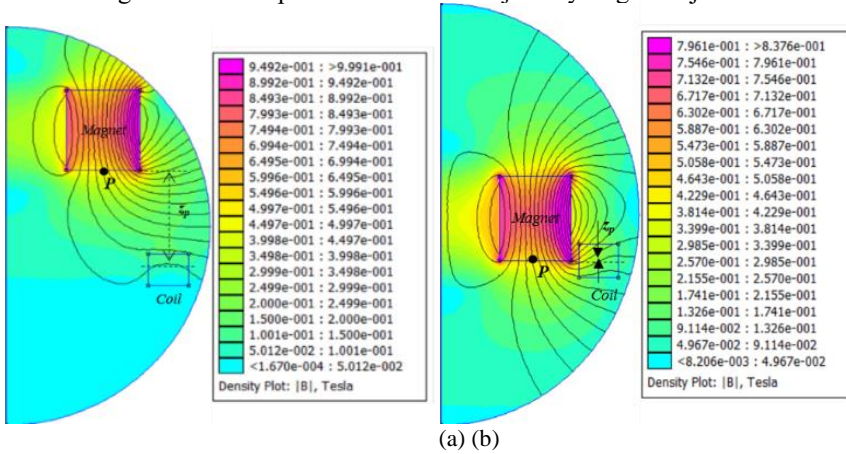 Magnet
P
zₚ
Coil
9.492e-001 : >9.991e-001
8.992e-001 : 9.492e-001
8.493e-001 : 8.992e-001
7.993e-001 : 8.493e-001
7.494e-001 : 7.993e-001
6.994e-001 : 7.494e-001
6.495e-001 : 6.994e-001
5.996e-001 : 6.495e-001
5.496e-001 : 5.996e-001
4.997e-001 : 5.496e-001
4.497e-001 : 4.997e-001
3.998e-001 : 4.497e-001
3.498e-001 : 3.998e-001
2.999e-001 : 3.498e-001
2.499e-001 : 2.999e-001
2.000e-001 : 2.499e-001
1.500e-001 : 2.000e-001
1.001e-001 : 1.500e-001
5.012e-002 : 1.001e-001
<1.670e-004 : 5.012e-002
Density Plot: |B|, Tesla
Magnet
zₚ
P
Coil
7.961e-001 : >8.376e-001
7.546e-001 : 7.961e-001
7.132e-001 : 7.546e-001
6.717e-001 : 7.132e-001
6.302e-001 : 6.717e-001
5.887e-001 : 6.302e-001
5.473e-001 : 5.887e-001
5.058e-001 : 5.473e-001
4.643e-001 : 5.058e-001
4.229e-001 : 4.643e-001
3.814e-001 : 4.229e-001
3.399e-001 : 3.814e-001
2.985e-001 : 3.399e-001
2.570e-001 : 2.985e-001
2.155e-001 : 2.570e-001
1.741e-001 : 2.155e-001
1.326e-001 : 1.741e-001
9.114e-002 : 1.326e-001
4.967e-002 : 9.114e-002
<8.206e-003 : 4.967e-002
Density Plot: |B|, Tesla
(a) (b)